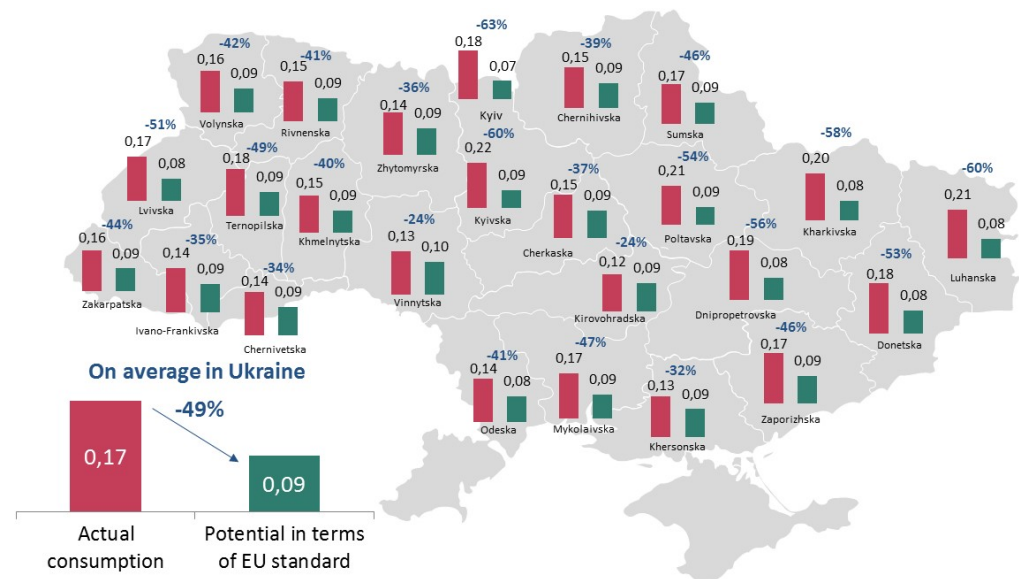 -42%
0,16
0,09
Volynska
-41%
0,15
0,09
Rivnenska
-36%
0,14
0,09
Zhytomyrska
-63%
0,18
0,07
Kyiv
-39%
0,15
0,09
Chernihivska
-46%
0,17
0,09
Sumska
-51%
0,17
0,08
Lvivska
-49%
0,18
0,09
Ternopilska
-40%
0,15
0,09
Khmelnytska
-60%
0,22
0,09
Kyivska
-37%
0,15
0,09
Cherkaska
-54%
0,21
0,09
Poltavska
-58%
0,20
0,08
Kharkivska
-60%
0,21
0,08
Luhanska
-44%
0,16
0,09
Zakarpatska
-35%
0,14
0,09
Ivano-Frankivska
-34%
0,14
0,09
Chernivetska
-24%
0,13
0,10
Vinnytska
-24%
0,12
0,09
Kirovohradska
-56%
0,19
0,08
Dnipropetrovska
-53%
0,18
0,08
Donetska
-41%
0,14
0,08
Odeska
-47%
0,17
0,09
Mykolaivska
-32%
0,13
0,09
Khersonska
-46%
0,17
0,09
Zaporizhska
On average in Ukraine
-49%
0,17
0,09
Actual
consumption
Potential in terms
of EU standard